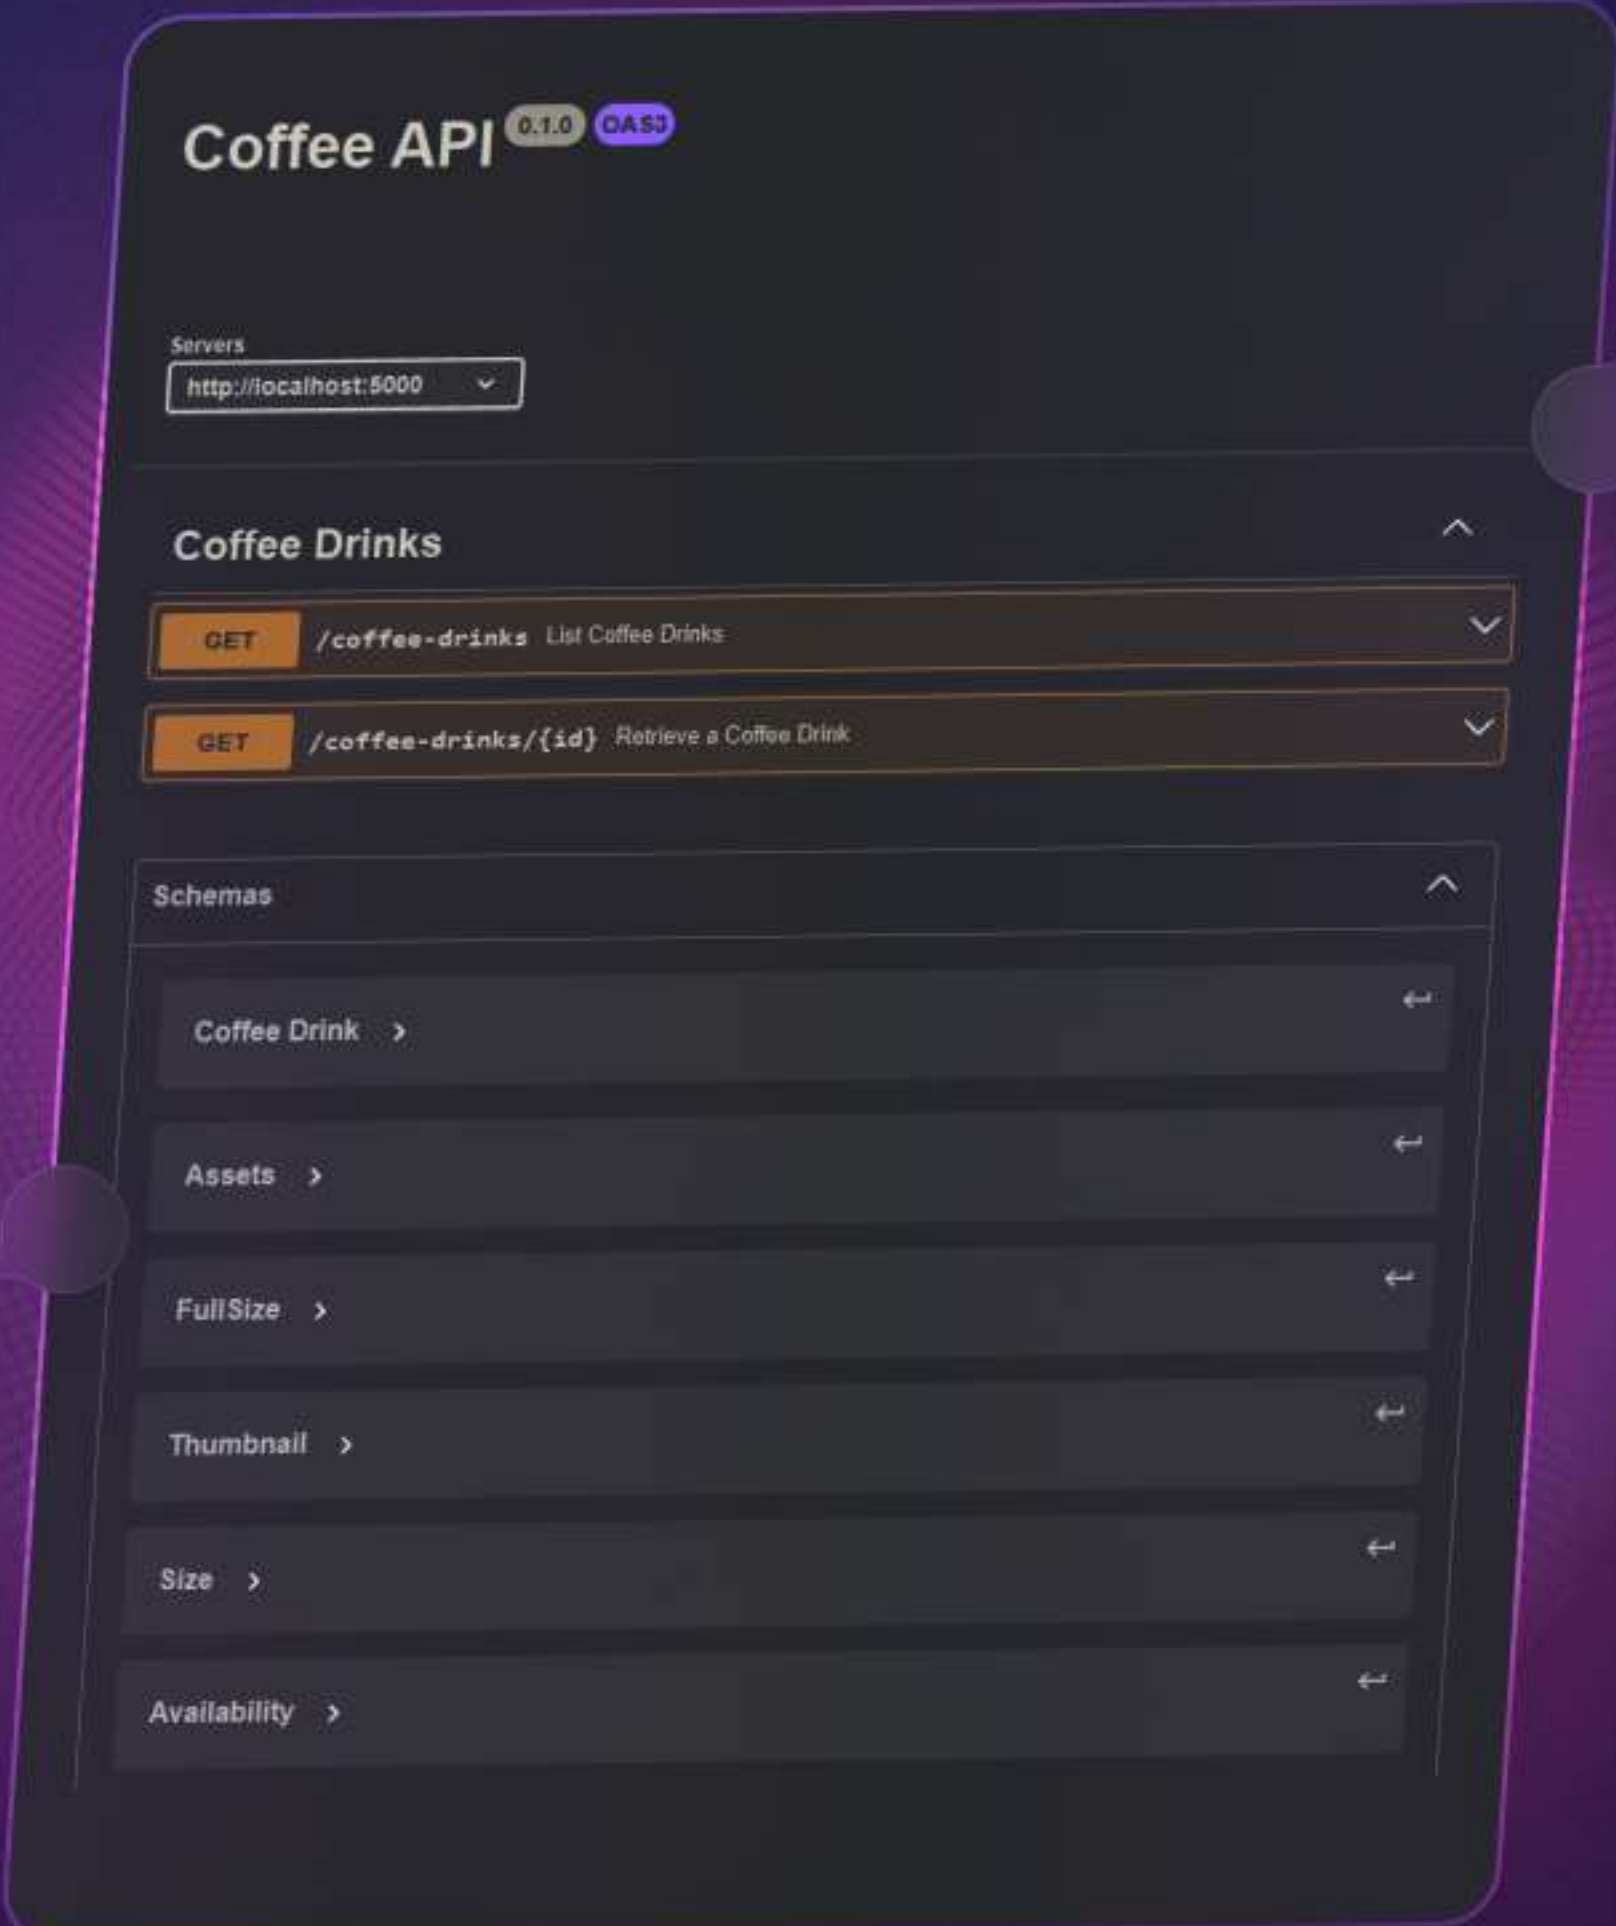 Coffee API 0.1.0 OAS3
Servers
http://localhost:5000
Coffee Drinks
GET /coffee-drinks List Coffee Drinks
GET /coffee-drinks/{id} Retrieve a Coffee Drink
Schemas
Coffee Drink
Assets
FullSize
Thumbnail
Size
Availability